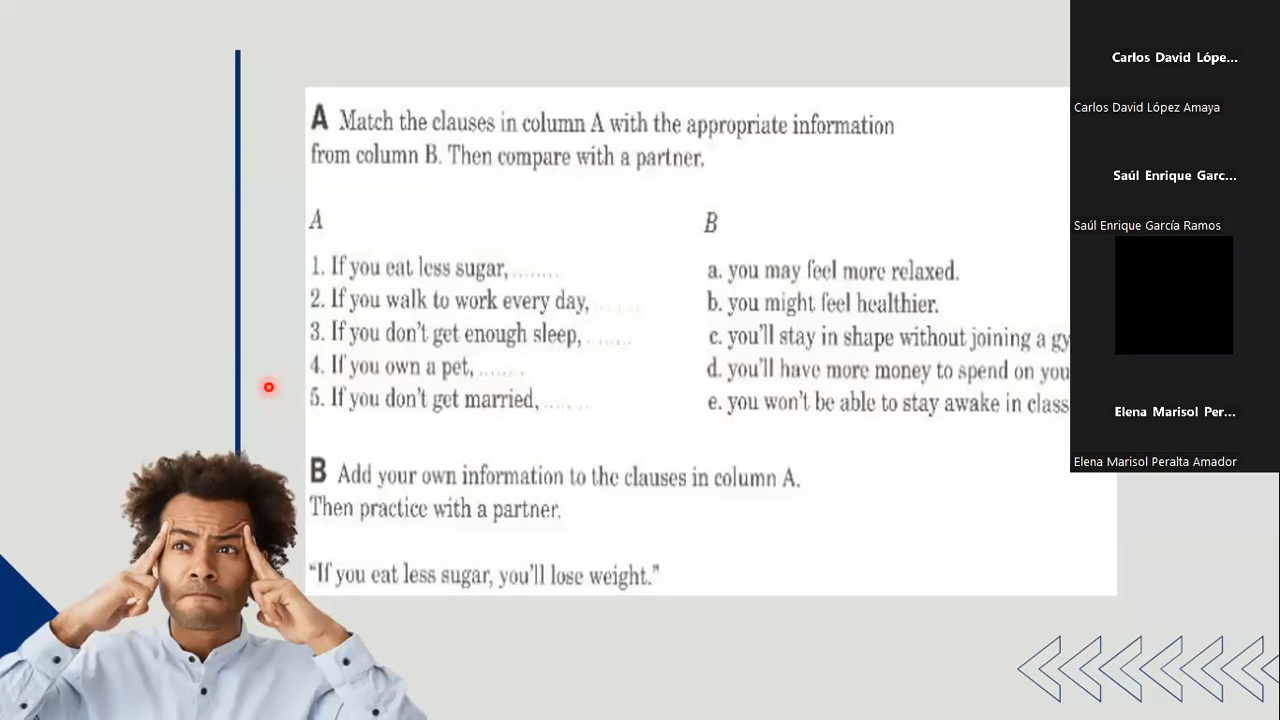 A Match the clauses in column A with the appropriate information
from column B. Then compare with a partner.
A
1. If you eat less sugar, ........
2. If you walk to work every day, ........
3. If you don't get enough sleep, ........
4. If you own a pet, ........
5. If you don't get married, ........
B
a. you may feel more relaxed.
b. you might feel healthier.
c. you'll stay in shape without joining a gy
d. you'll have more money to spend on you
e. you won't be able to stay awake in class
B Add your own information to the clauses in column A.
Then practice with a partner.
"If you eat less sugar, you'll lose weight."
Carlos David Lópe...
Carlos David López Amaya
Saúl Enrique Garc...
Saúl Enrique García Ramos
Elena Marisol Per...
Elena Marisol Peralta Amador